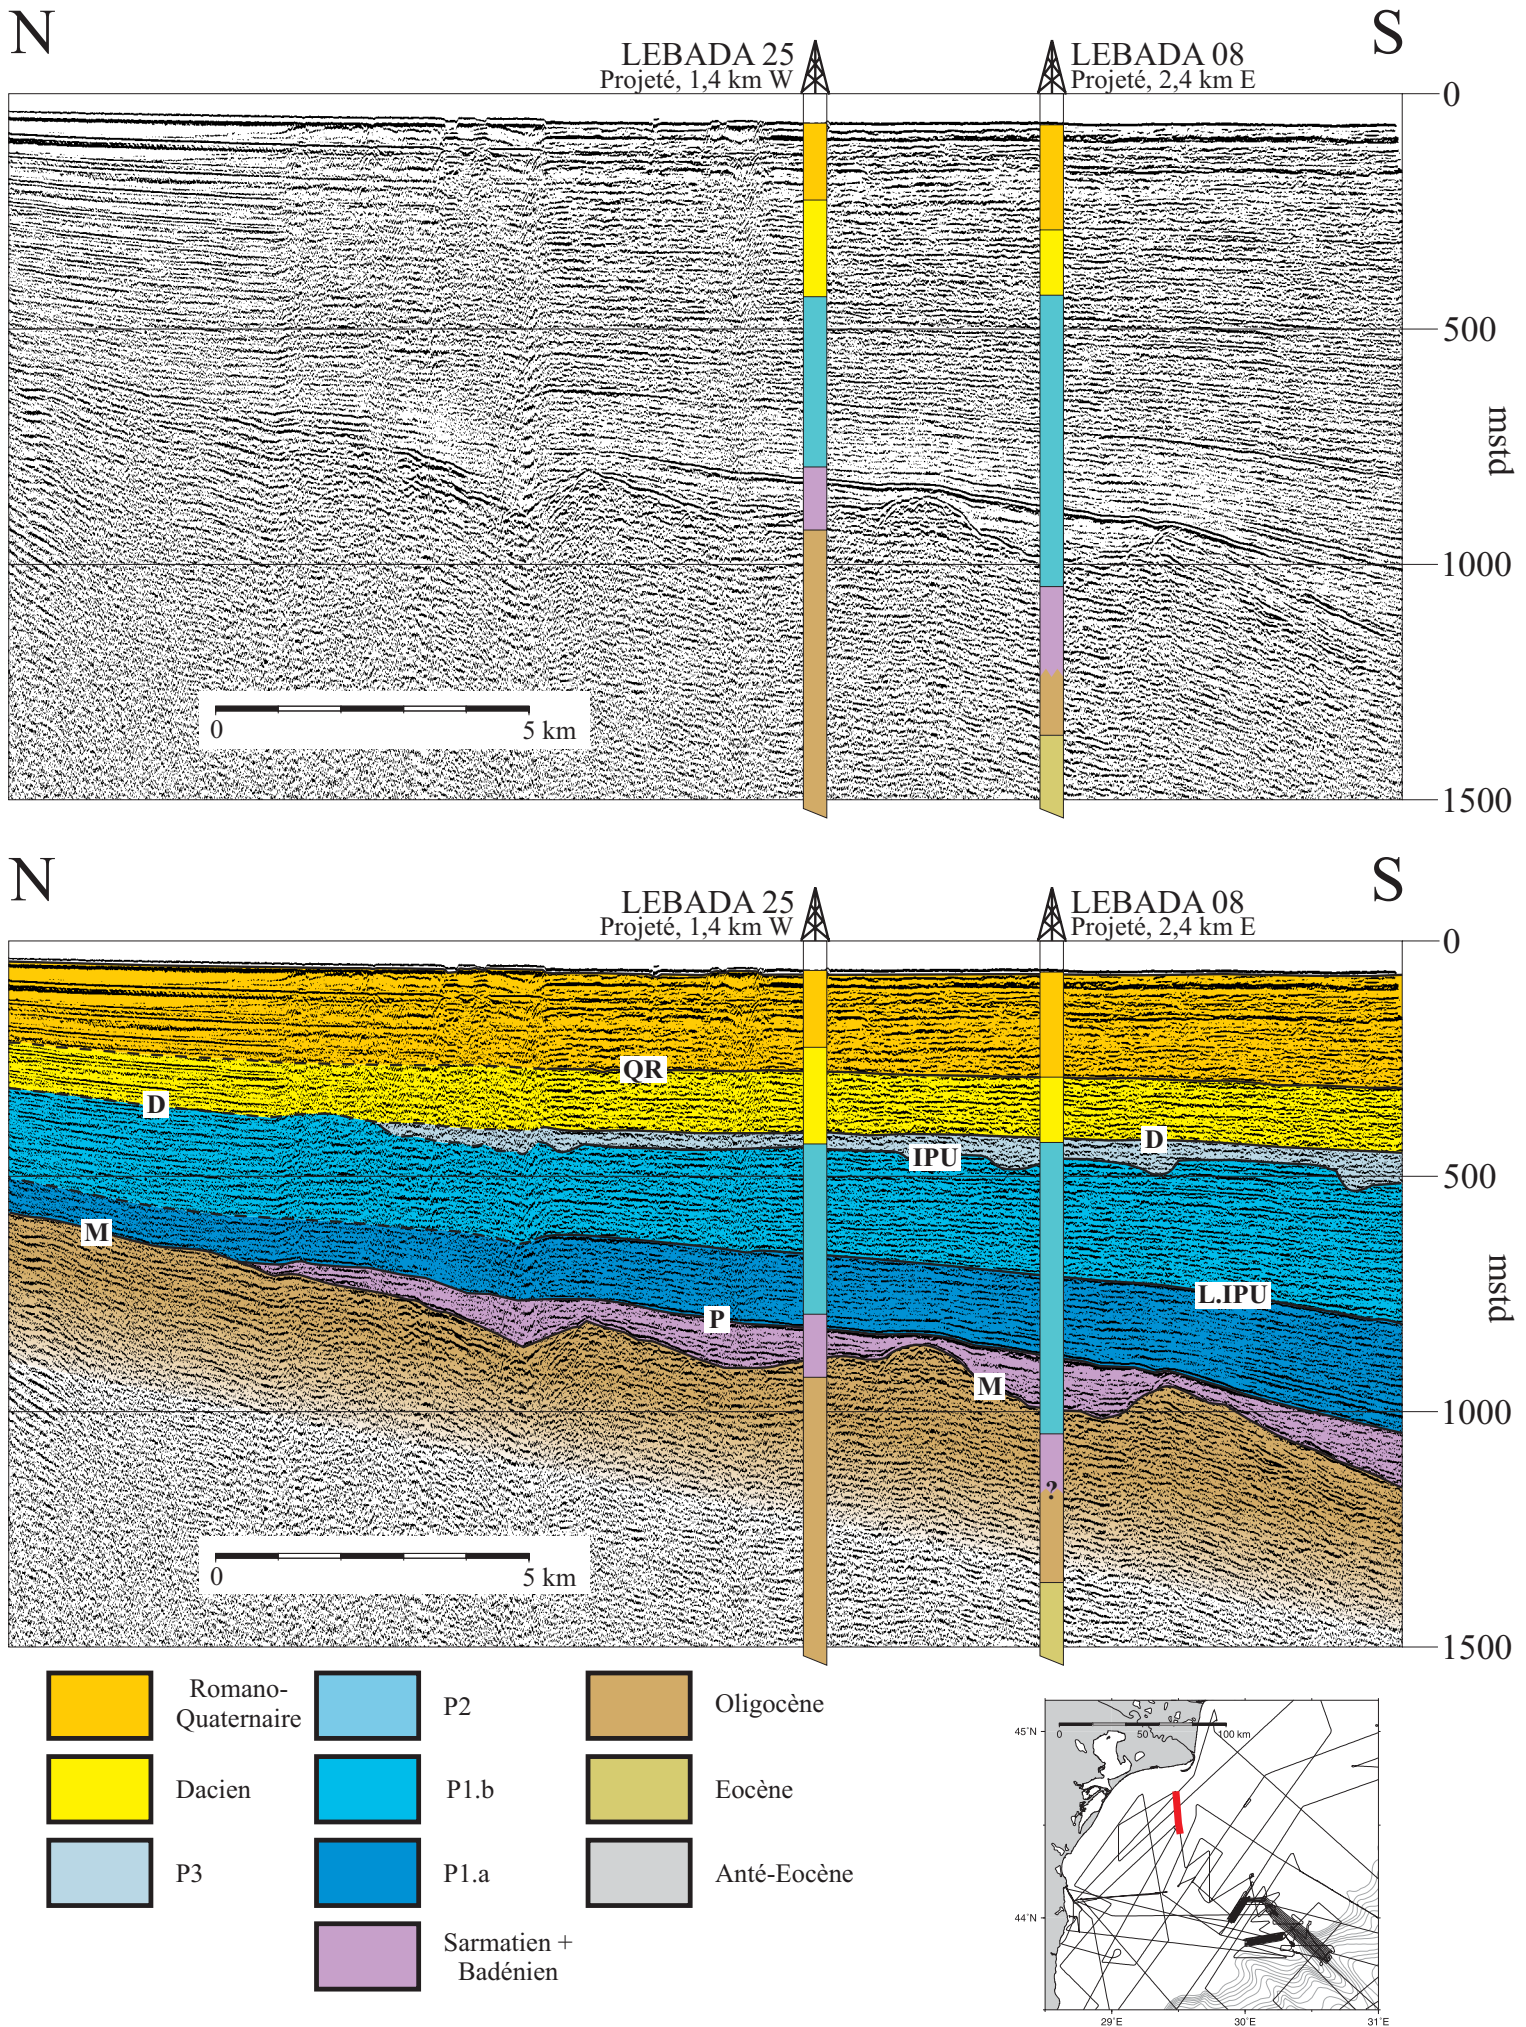 N
S
LEBADA 25
Projeté, 1,4 km W
LEBADA 08
Projeté, 2,4 km E
0
500
mstd
1000
1500
0
5 km
N
S
LEBADA 25
Projeté, 1,4 km W
LEBADA 08
Projeté, 2,4 km E
0
QR
D
D
IPU
500
M
L.IPU
mstd
P
M
1000
?
0
5 km
1500
Romano-
Quaternaire
P2
Oligocène
Dacien
P1.b
Eocène
P3
P1.a
Anté-Eocène
Sarmatien +
Badénien
45˚N
0
50
100 km
44˚N
29˚E
30˚E
31˚E